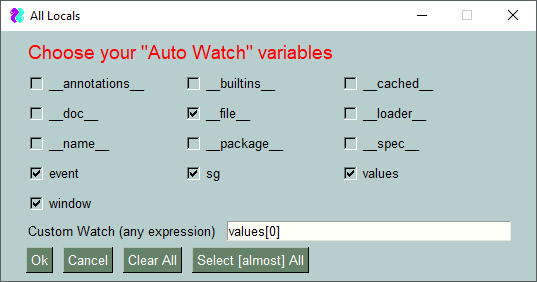 All Locals
Choose your "Auto Watch" variables
__annotations__ __builtins__ __cached__
__doc__ __file__ __loader__
__name__ __package__ __spec__
event sg values
window
Custom Watch (any expression) values[0]
Ok Cancel Clear All Select [almost] All